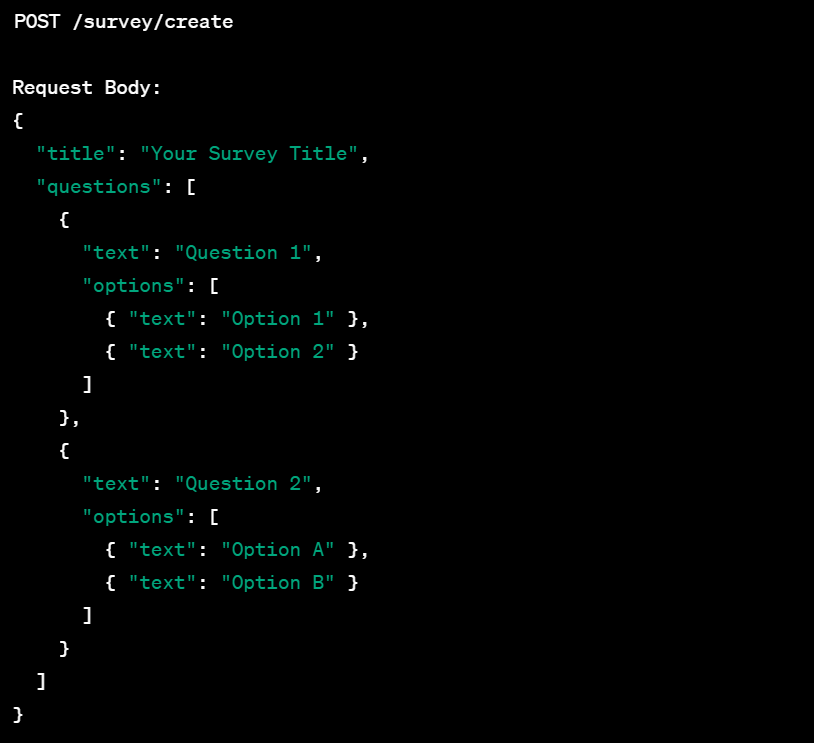 POST /survey/create
Request Body:
{
  "title": "Your Survey Title",
  "questions": [
    {
      "text": "Question 1",
      "options": [
        { "text": "Option 1" },
        { "text": "Option 2" }
      ]
    },
    {
      "text": "Question 2",
      "options": [
        { "text": "Option A" },
        { "text": "Option B" }
      ]
    }
  ]
}